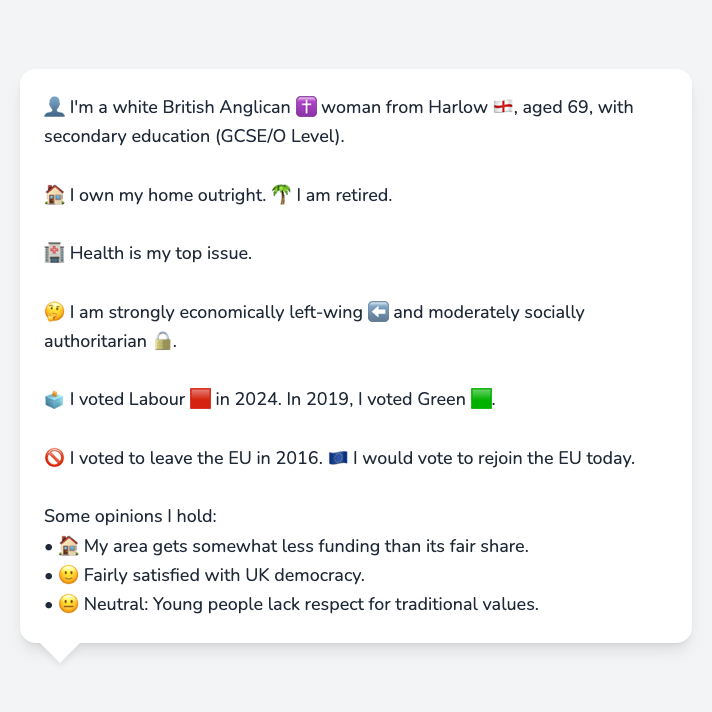 👤 I'm a white British Anglican ✝️ woman from Harlow 🏴󠁧󠁢󠁥󠁮󠁧󠁿, aged 69, with
secondary education (GCSE/O Level).
🏠 I own my home outright. 🌴 I am retired.
🏥 Health is my top issue.
🤔 I am strongly economically left-wing ⬅️ and moderately socially
authoritarian 🔒.
🗳️ I voted Labour 🟥 in 2024. In 2019, I voted Green 🟩.
🚫 I voted to leave the EU in 2016. 🇪🇺 I would vote to rejoin the EU today.
Some opinions I hold:
• 🏠 My area gets somewhat less funding than its fair share.
• 🙂 Fairly satisfied with UK democracy.
• 😐 Neutral: Young people lack respect for traditional values.